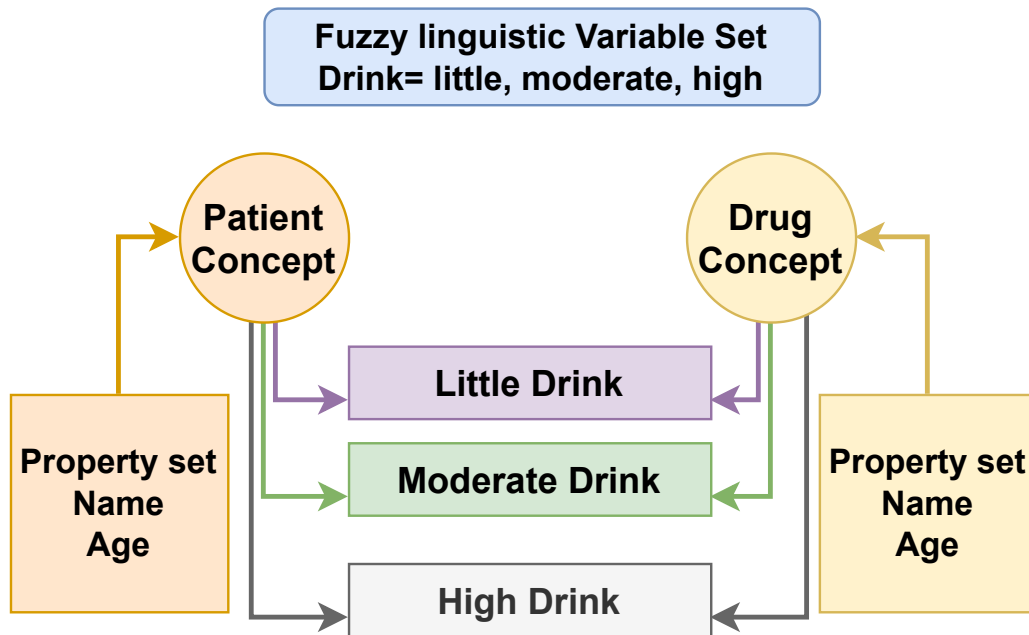 Fuzzy linguistic Variable Set
Drink= little, moderate, high
Patient
Concept
Drug
Concept
Little Drink
Moderate Drink
High Drink
Property set
Name
Age
Property set
Name
Age